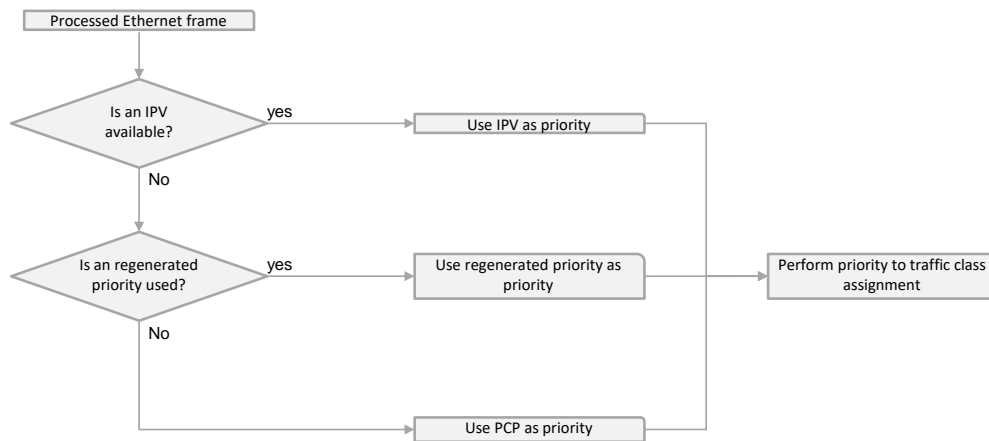 Processed Ethernet frame
Is an IPV
available?
yes
Use IPV as priority
No
Is an regenerated
priority used?
yes
Use regenerated priority as
priority
Perform priority to traffic class
assignment
No
Use PCP as priority